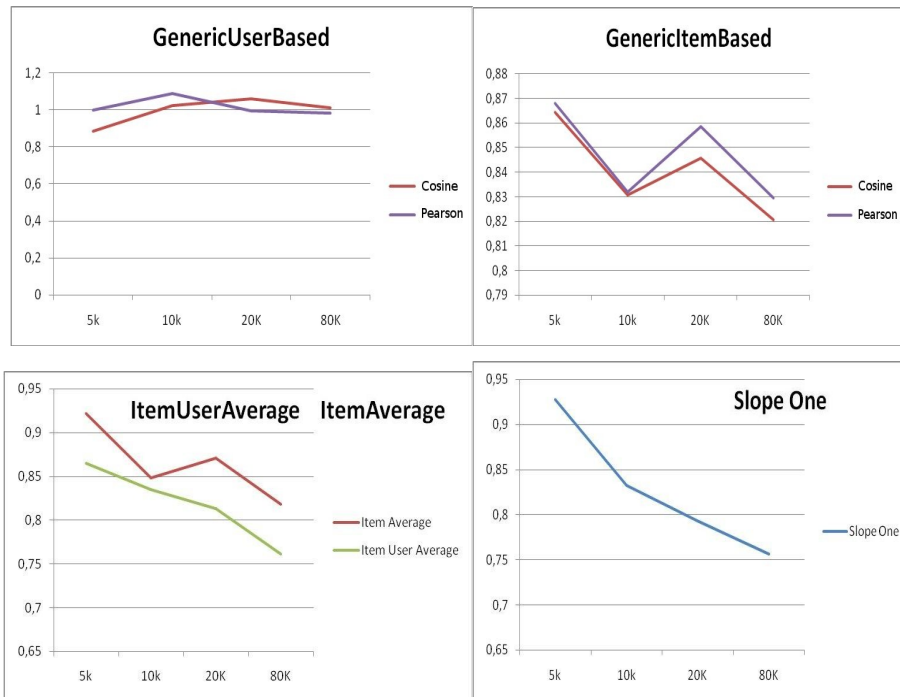 GenericUserBased
1,2
1
0,8
0,6
0,4
0,2
0
5k 10k 20K 80K
Cosine
Pearson
GenericItemBased
0,88
0,87
0,86
0,85
0,84
0,83
0,82
0,81
0,8
0,79
5k 10k 20K 80K
Cosine
Pearson
ItemUserAverage ItemAverage
0,95
0,9
0,85
0,8
0,75
0,7
0,65
5k 10k 20K 80K
Item Average
Item User Average
Slope One
0,95
0,9
0,85
0,8
0,75
0,7
0,65
5k 10k 20K 80K
Slope One